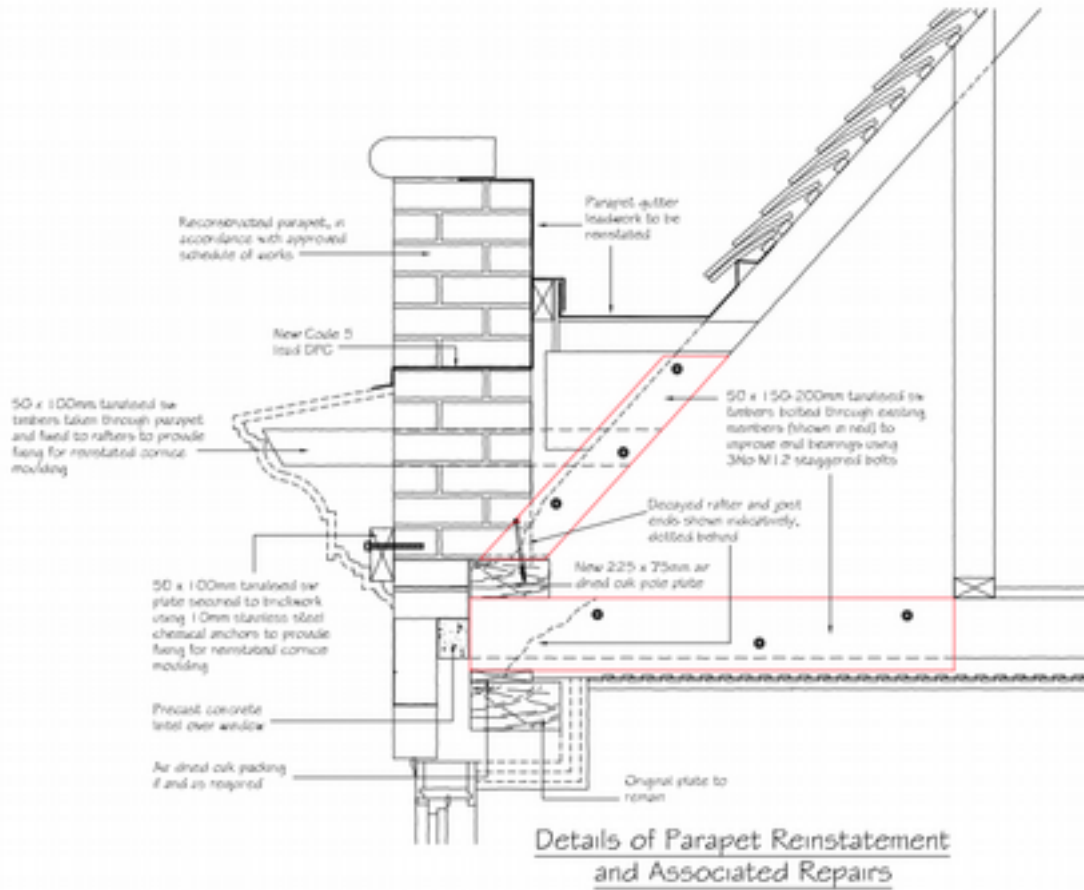 Parapet gutter
leadwork to be
reinstated
Reconstructed parapet, in
accordance with approved
schedule of works
New Code 5
lead DPC
50 x 100mm tanalised sw
timbers taken through parapet
and fixed to rafters to provide
fixing for reinstated cornice
moulding
50 x 150-200mm tanalised sw
timbers bolted through existing
members (shown in red) to
improve end bearings using
3No M12 staggered bolts
Decayed rafter and joist
ends shown indicatively,
dotted behind
New 225 x 75mm air
dried oak pole plate
50 x 100mm tanalised sw
plate secured to brickwork
using 10mm stainless steel
chemical anchors to provide
fixing for reinstated cornice
moulding
Precast concrete
lintel over window
Air dried oak packing
if and as required
Original plate to
remain
Details of Parapet Reinstatement
and Associated Repairs